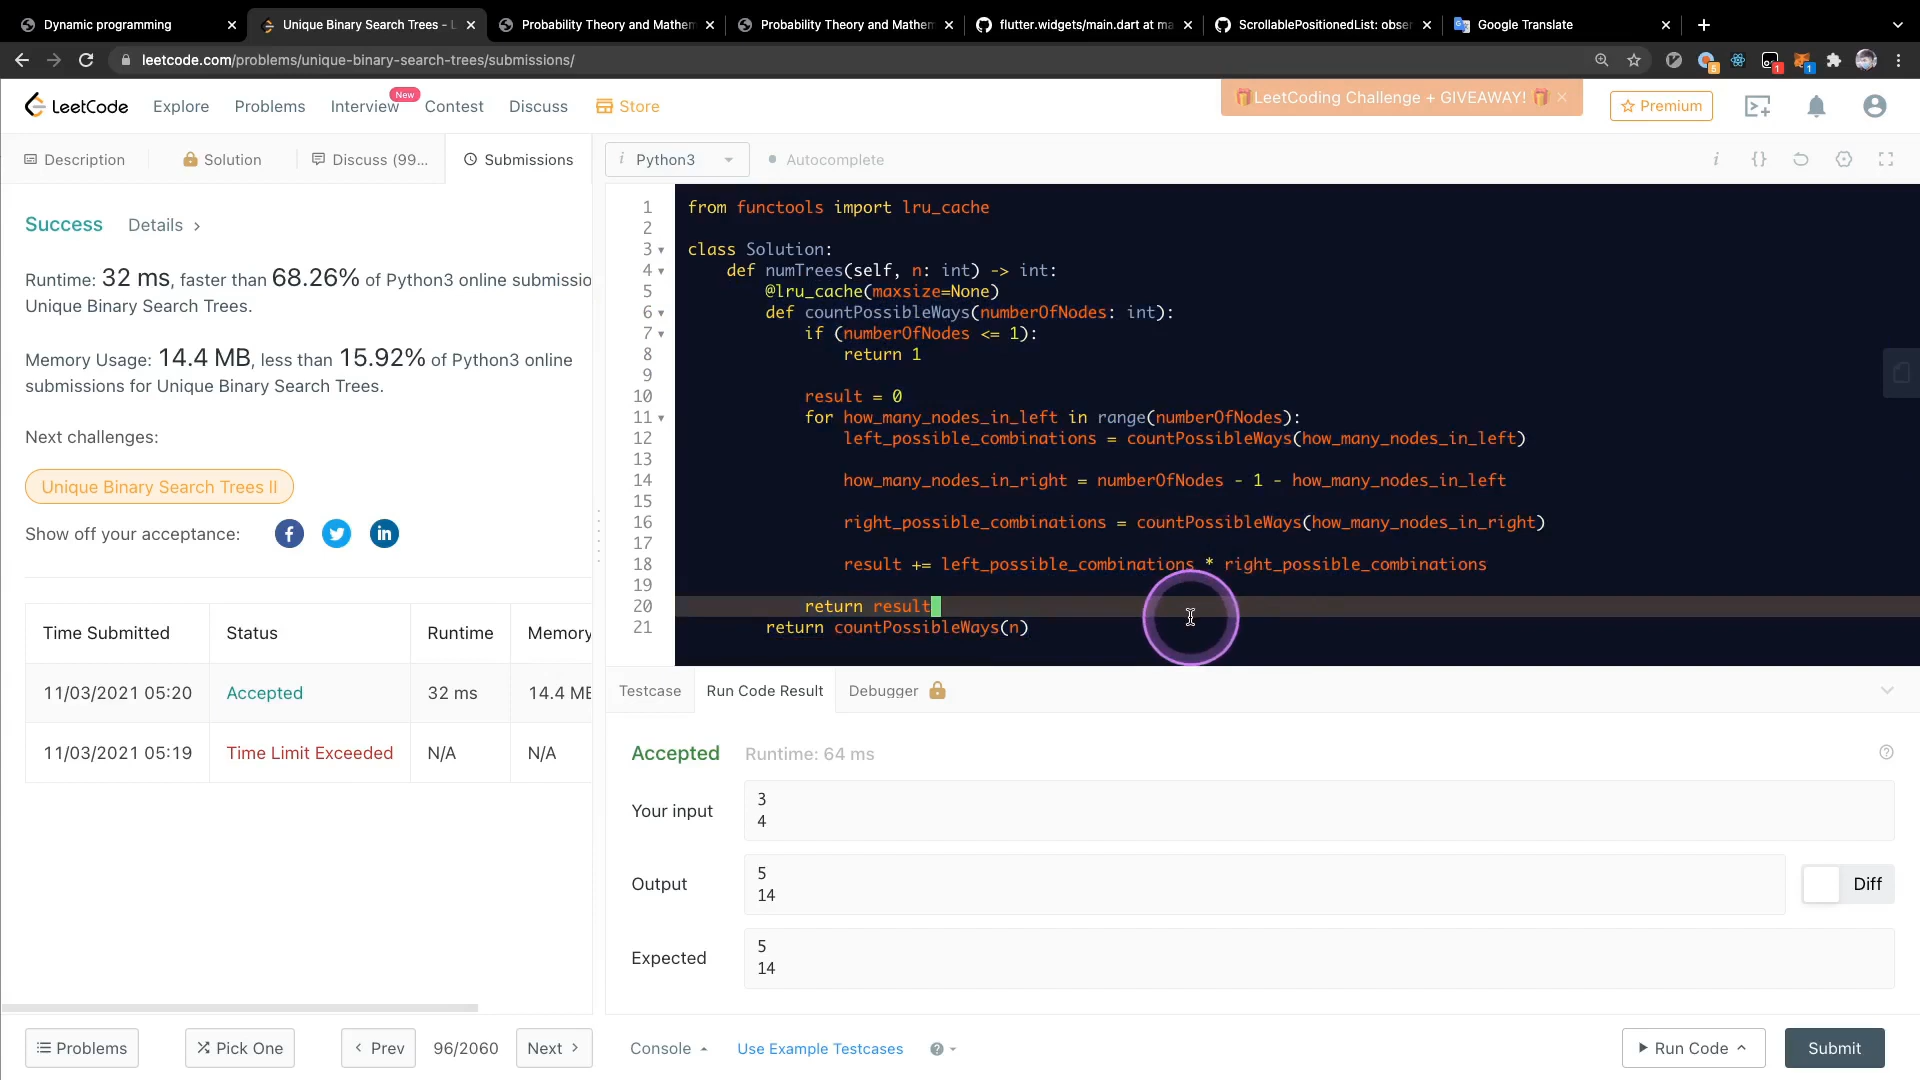 Dynamic programming
Unique Binary Search Trees - L
Probability Theory and Mathem
Probability Theory and Mathem
flutter.widgets/main.dart at ma
ScrollablePositionedList: obser
Google Translate
leetcode.com/problems/unique-binary-search-trees/submissions/
5
1
1
LeetCode
Explore
Problems
Interview
New
Contest
Discuss
Store
LeetCoding Challenge + GIVEAWAY!
Premium
Description
Solution
Discuss (99...
Submissions
Python3
Autocomplete
Success
Details
Runtime: 32 ms, faster than 68.26% of Python3 online submissio
Unique Binary Search Trees.
Memory Usage: 14.4 MB, less than 15.92% of Python3 online
submissions for Unique Binary Search Trees.
Next challenges:
Unique Binary Search Trees II
Show off your acceptance:
Time Submitted Status Runtime Memory
11/03/2021 05:20 Accepted 32 ms 14.4 MB
11/03/2021 05:19 Time Limit Exceeded N/A N/A
1 from functools import lru_cache
2
3 class Solution:
4 def numTrees(self, n: int) -> int:
5 @lru_cache(maxsize=None)
6 def countPossibleWays(numberOfNodes: int):
7 if (numberOfNodes <= 1):
8 return 1
9
10 result = 0
11 for how_many_nodes_in_left in range(numberOfNodes):
12 left_possible_combinations = countPossibleWays(how_many_nodes_in_left)
13
14 how_many_nodes_in_right = numberOfNodes - 1 - how_many_nodes_in_left
15
16 right_possible_combinations = countPossibleWays(how_many_nodes_in_right)
17
18 result += left_possible_combinations * right_possible_combinations
19
20 return result
21 return countPossibleWays(n)
Testcase
Run Code Result
Debugger
Accepted
Runtime: 64 ms
Your input
3
4
Output
5
14
Diff
Expected
5
14
Problems
Pick One
Prev
96/2060
Next
Console
Use Example Testcases
Run Code
Submit